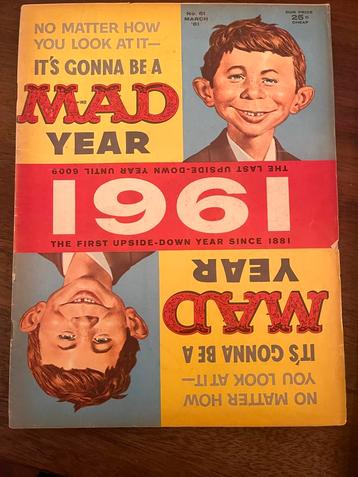 NO MATTER HOW
YOU LOOK AT IT—
IT'S GONNA BE A
MAD
YEAR
No. 61
MARCH
'61
OUR PRICE
25¢
CHEAP
THE LAST UPSIDE-DOWN YEAR UNTIL 6009
1961
THE FIRST UPSIDE-DOWN YEAR SINCE 1881
NO MATTER HOW
YOU LOOK AT IT—
IT'S GONNA BE A
MAD
YEAR